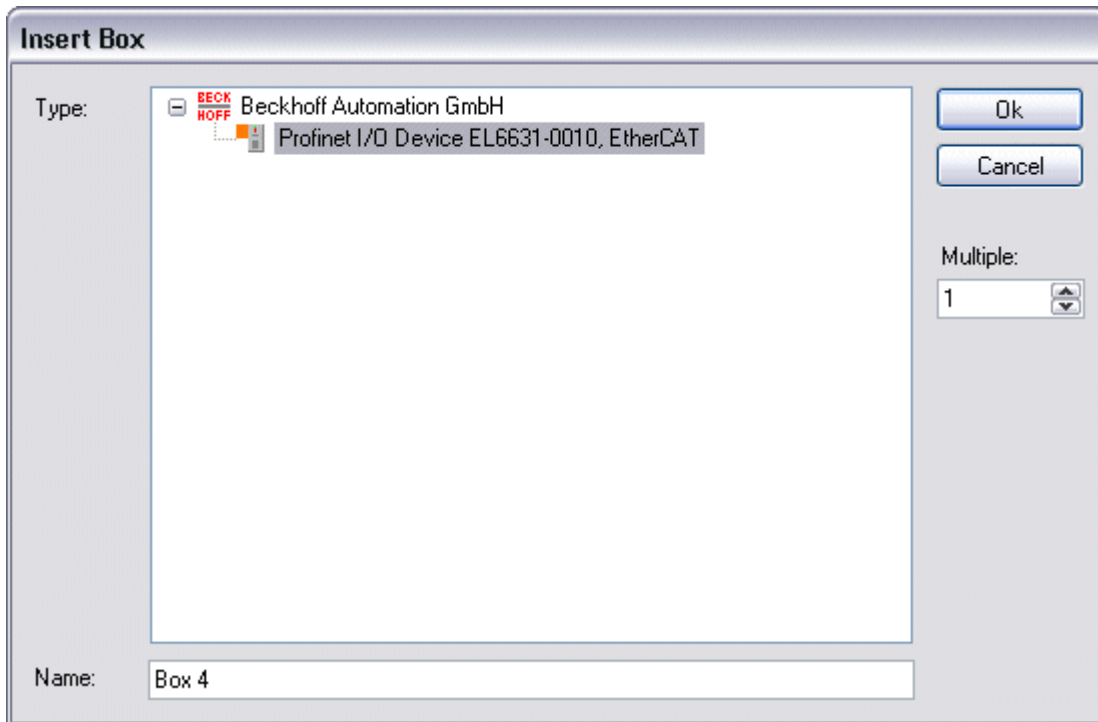 Insert Box
Type:
BECK
HOFF
Beckhoff Automation GmbH
Profinet I/O Device EL6631-0010, EtherCAT
Ok
Cancel
Multiple:
1
Name:
Box 4